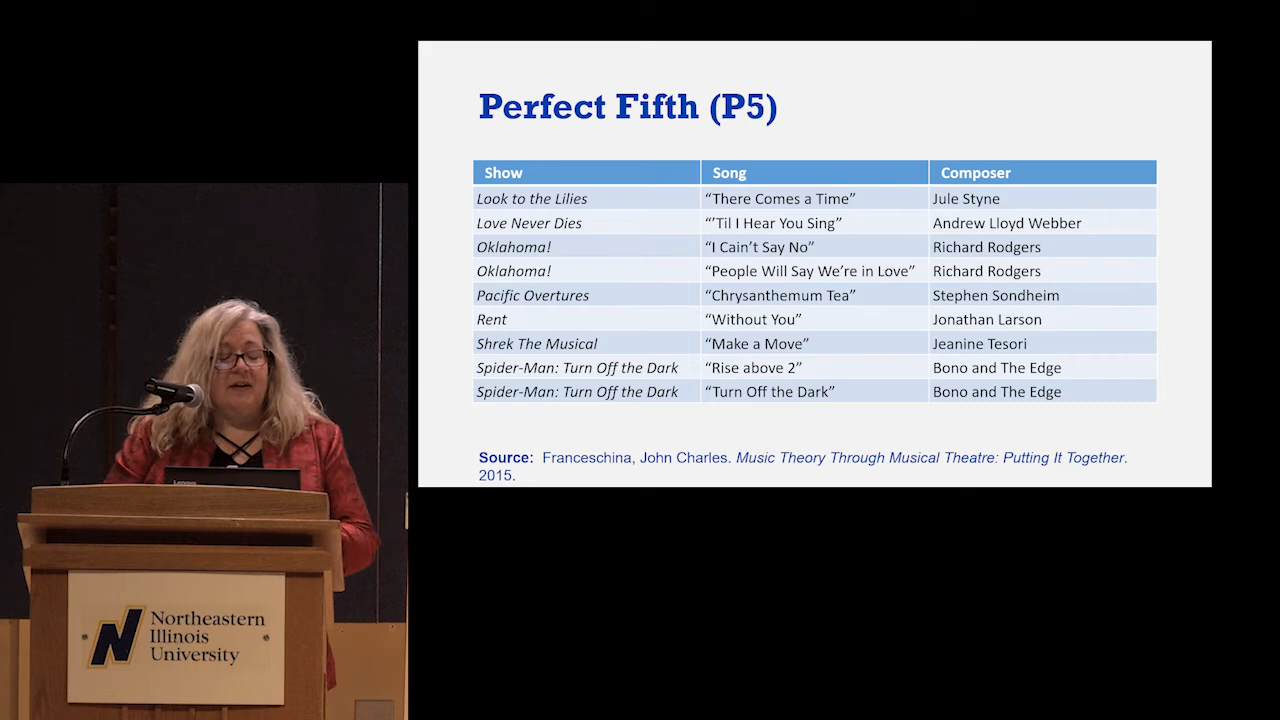 Perfect Fifth (P5)
Show Song Composer
Look to the Lilies “There Comes a Time” Jule Styne
Love Never Dies “’Til I Hear You Sing” Andrew Lloyd Webber
Oklahoma! “I Cain’t Say No” Richard Rodgers
Oklahoma! “People Will Say We’re in Love” Richard Rodgers
Pacific Overtures “Chrysanthemum Tea” Stephen Sondheim
Rent “Without You” Jonathan Larson
Shrek The Musical “Make a Move” Jeanine Tesori
Spider-Man: Turn Off the Dark “Rise above 2” Bono and The Edge
Spider-Man: Turn Off the Dark “Turn Off the Dark” Bono and The Edge
Source: Franceschina, John Charles. Music Theory Through Musical Theatre: Putting It Together.
2015.
Lenovo
N Northeastern
Illinois
University